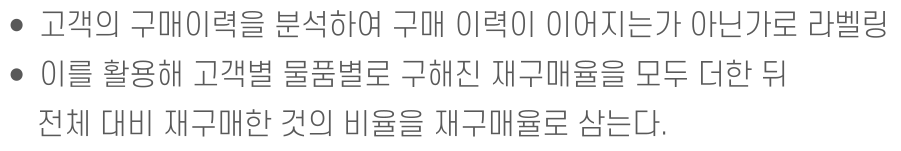 • 고객의 구매이력을 분석하여 구매 이력이 이어지는가 아닌가로 라벨링
• 이를 활용해 고객별 물품별로 구해진 재구매율을 모두 더한 뒤
전체 대비 재구매한 것의 비율을 재구매율로 삼는다.